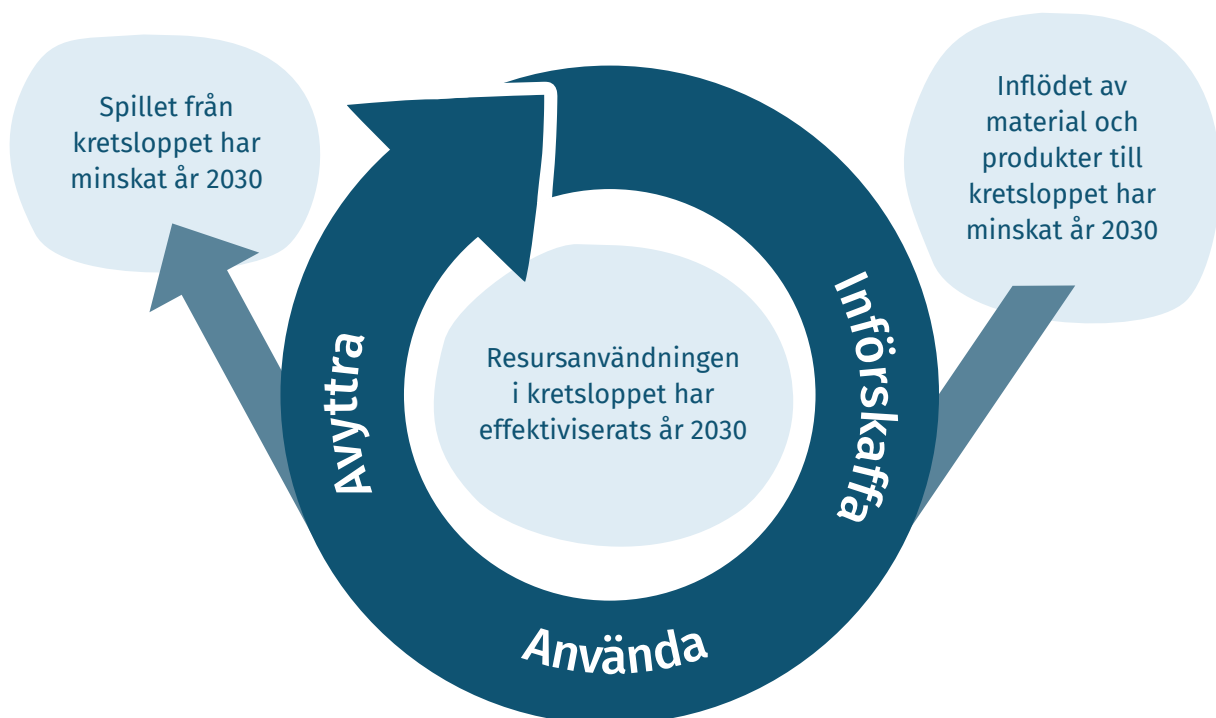 Spillet från
kretsloppet har
minskat år 2030
Inflödet av
material och
produkter till
kretsloppet har
minskat år 2030
Resursanvändningen
i kretsloppet har
effektiviserats år 2030
Införskaffa
Använda
Avyttra